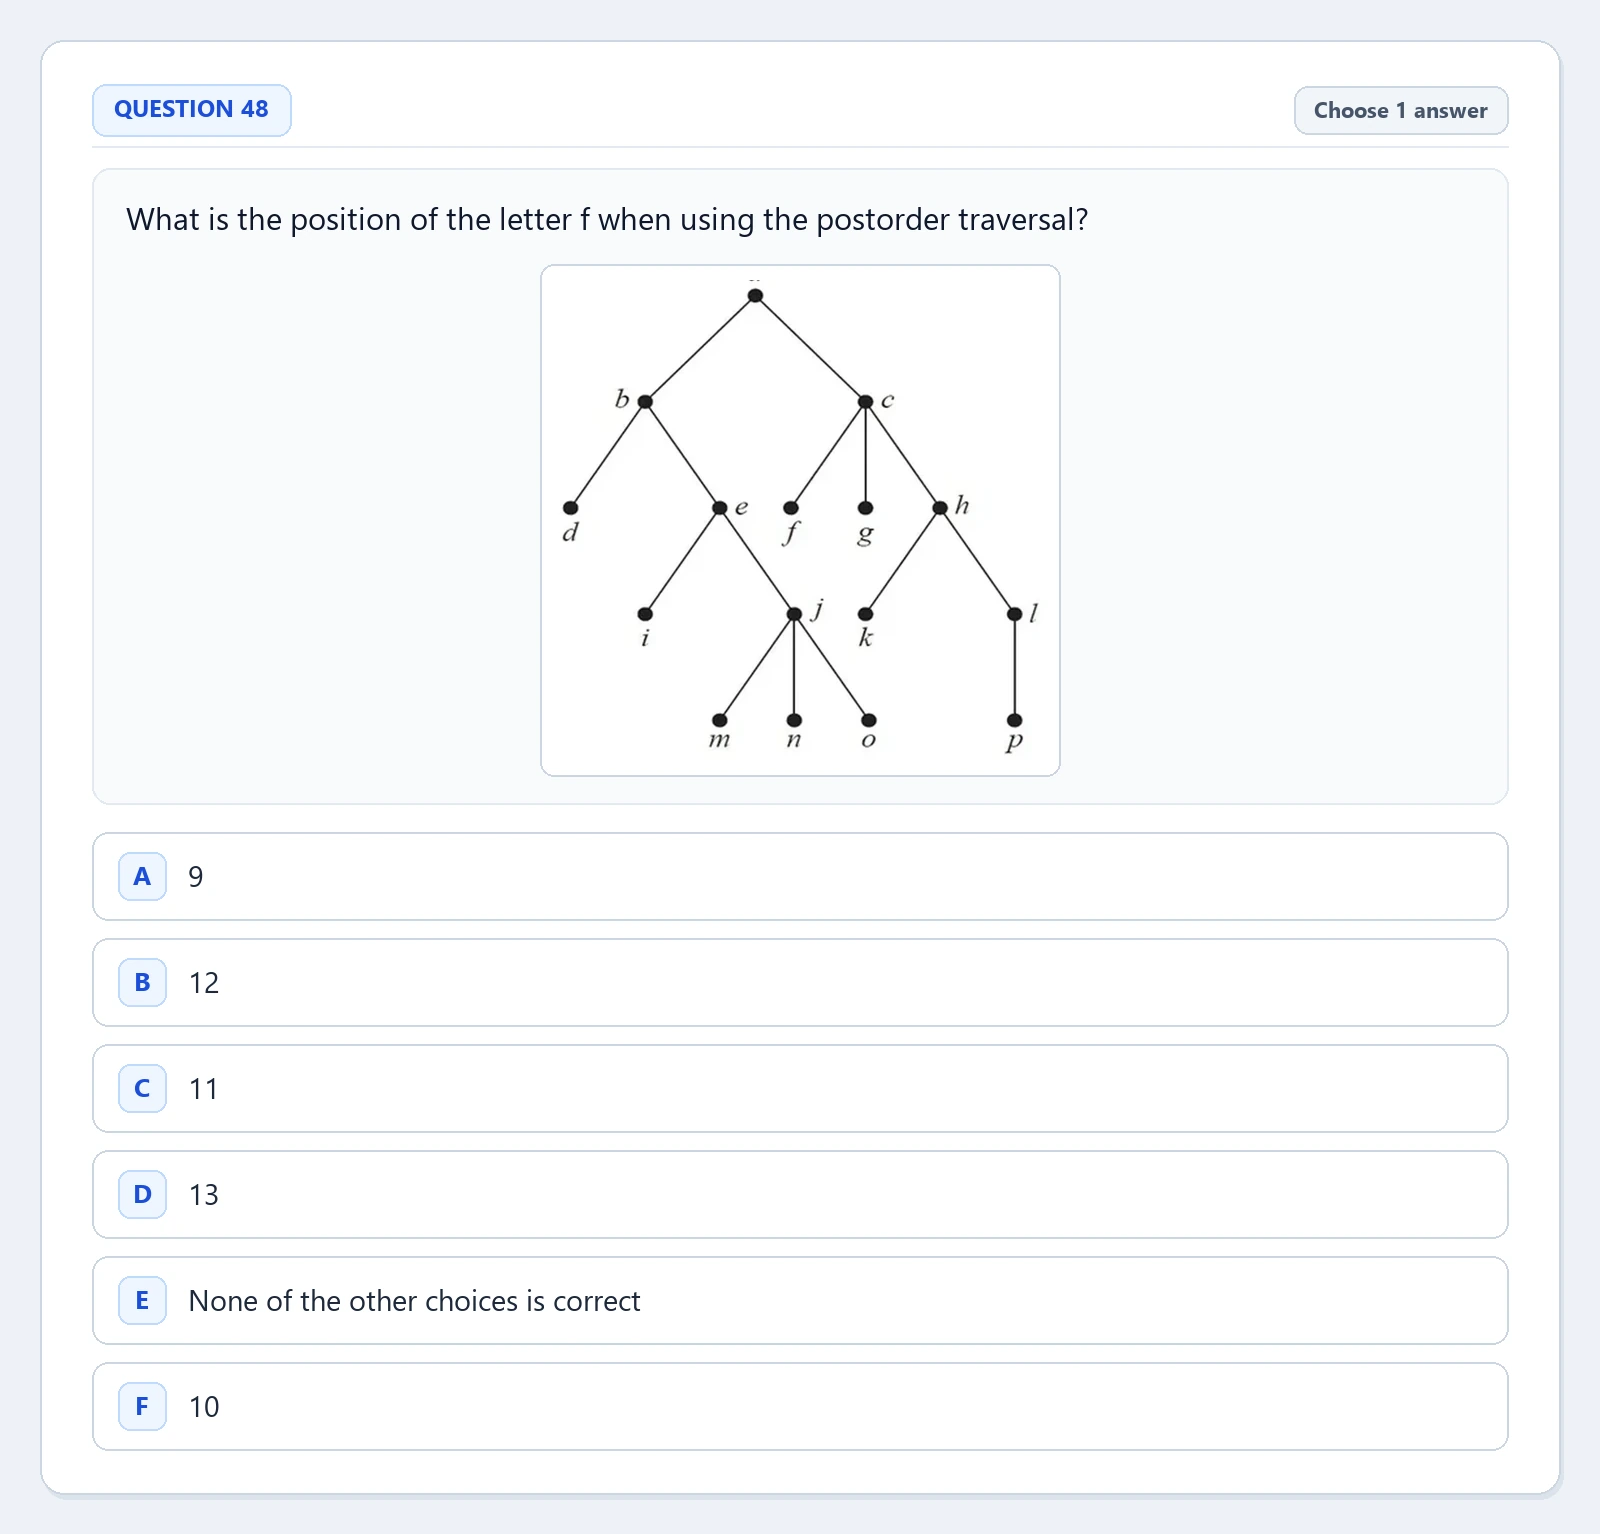 QUESTION 48
Choose 1 answer
What is the position of the letter f when using the postorder traversal?
b
c
d
e
f
g
h
i
j
k
l
m
n
o
p
A 9
B 12
C 11
D 13
E None of the other choices is correct
F 10